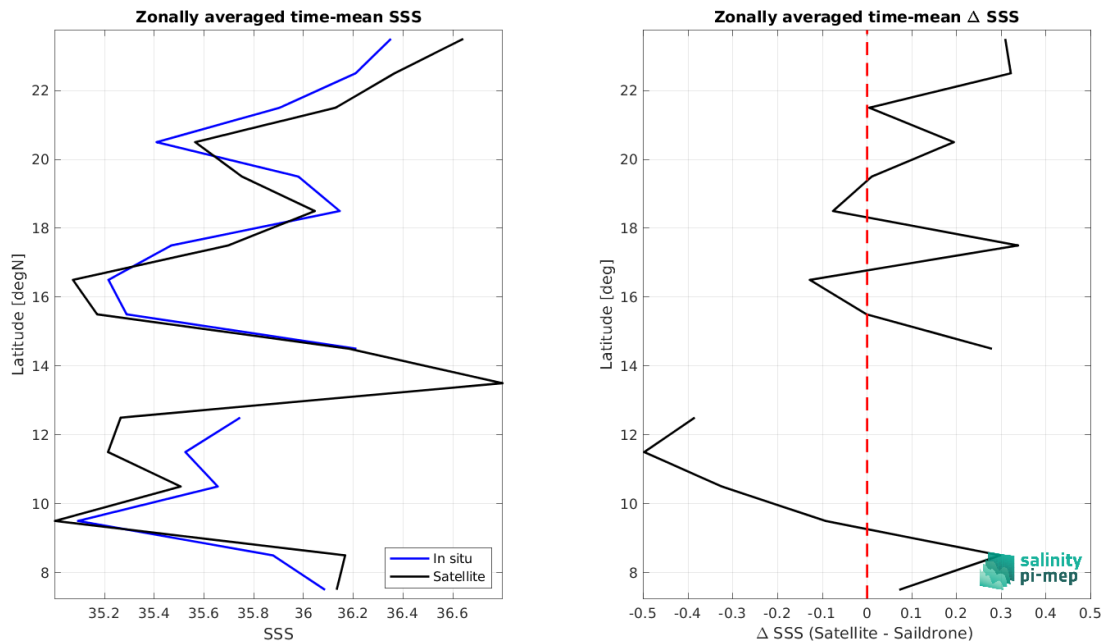 Zonally averaged time-mean SSS
Latitude [degN]
22
20
18
16
14
12
10
8
In situ
Satellite
35.2 35.4 35.6 35.8 36 36.2 36.4 36.6
SSS
Zonally averaged time-mean Δ SSS
Latitude [deg]
22
20
18
16
14
12
10
8
salinity
pi-mep
-0.5 -0.4 -0.3 -0.2 -0.1 0 0.1 0.2 0.3 0.4 0.5
Δ SSS (Satellite - Saildrone)